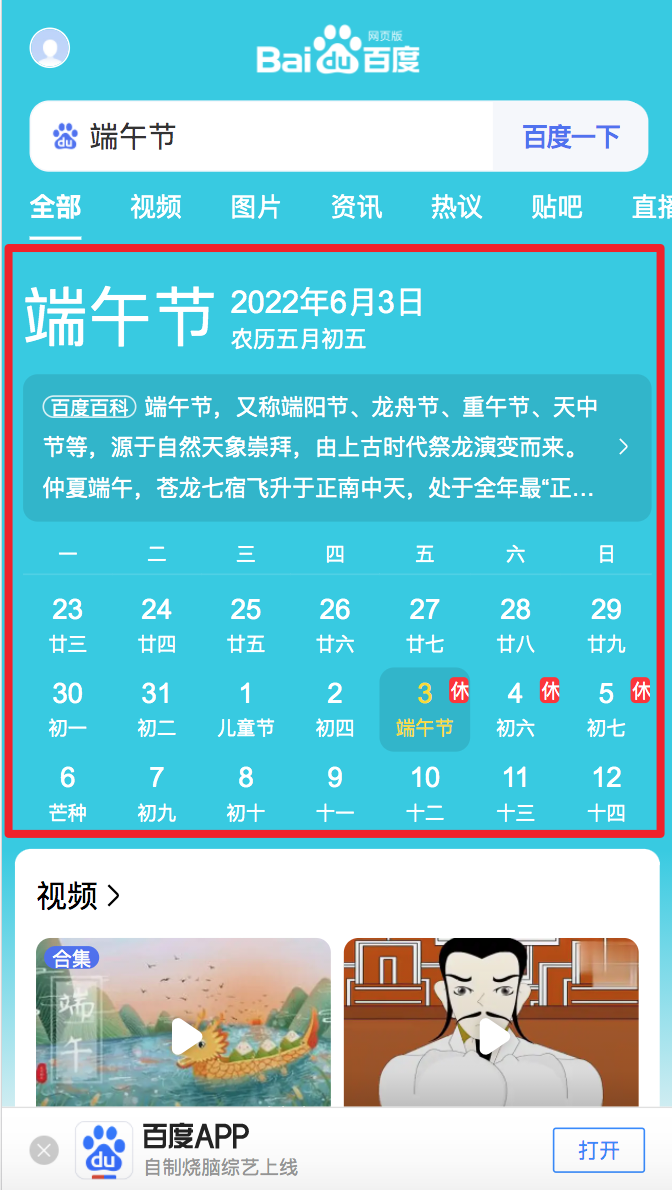 网页版
Bai du 百度
端午节 百度一下
全部 视频 图片 资讯 热议 贴吧 直播
端午节 2022年6月3日
农历五月初五
百度百科 端午节，又称端阳节、龙舟节、重午节、天中
节等，源于自然天象崇拜，由上古时代祭龙演变而来。
仲夏端午，苍龙七宿飞升于正南中天，处于全年最“正...
一 二 三 四 五 六 日
23 24 25 26 27 28 29
廿三 廿四 廿五 廿六 廿七 廿八 廿九
30 31 1 2 3 休 4 休 5 休
初一 初二 儿童节 初四 端午节 初六 初七
6 7 8 9 10 11 12
芒种 初九 初十 十一 十二 十三 十四
视频
合集
端午
du
百度APP
自制烧脑综艺上线
打开